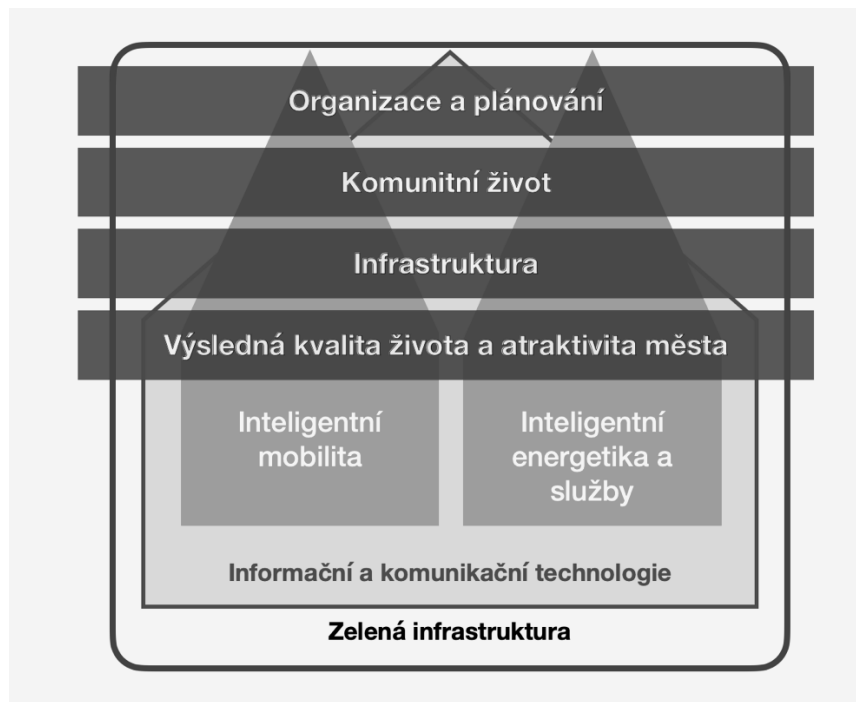 Organizace a plánování
Komunitní život
Infrastruktura
Výsledná kvalita života a atraktivita města
Inteligentní
mobilita
Inteligentní
energetika a
služby
Informační a komunikační technologie
Zelená infrastruktura